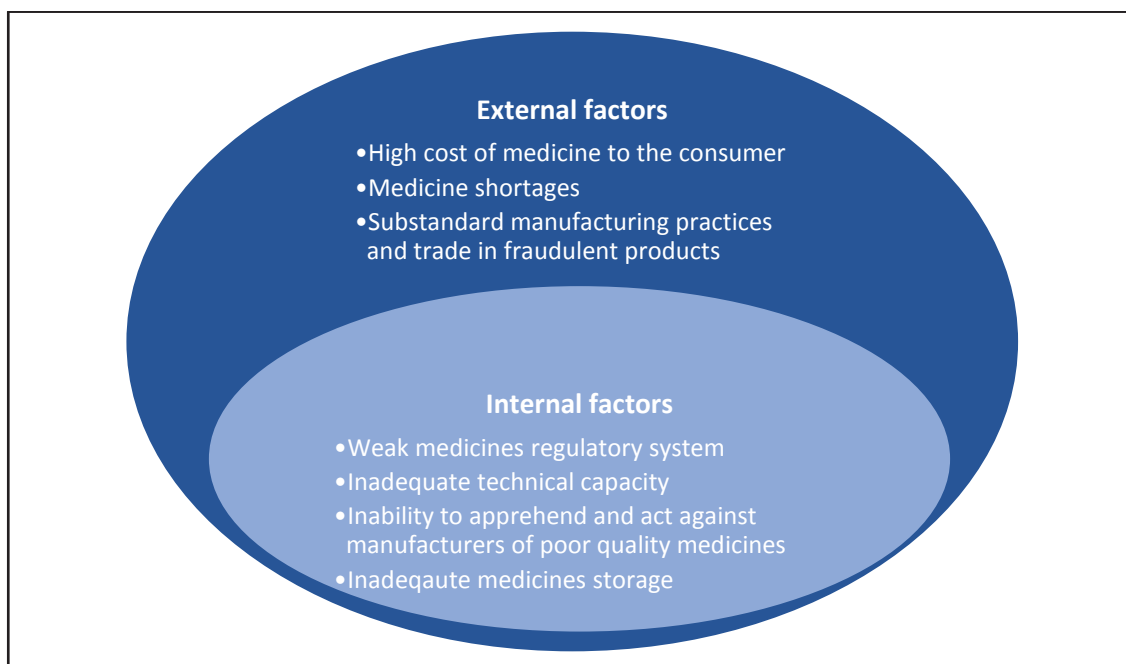 External factors
•High cost of medicine to the consumer
•Medicine shortages
•Substandard manufacturing practices
and trade in fraudulent products
Internal factors
•Weak medicines regulatory system
•Inadequate technical capacity
•Inability to apprehend and act against
manufacturers of poor quality medicines
•Inadeqaute medicines storage